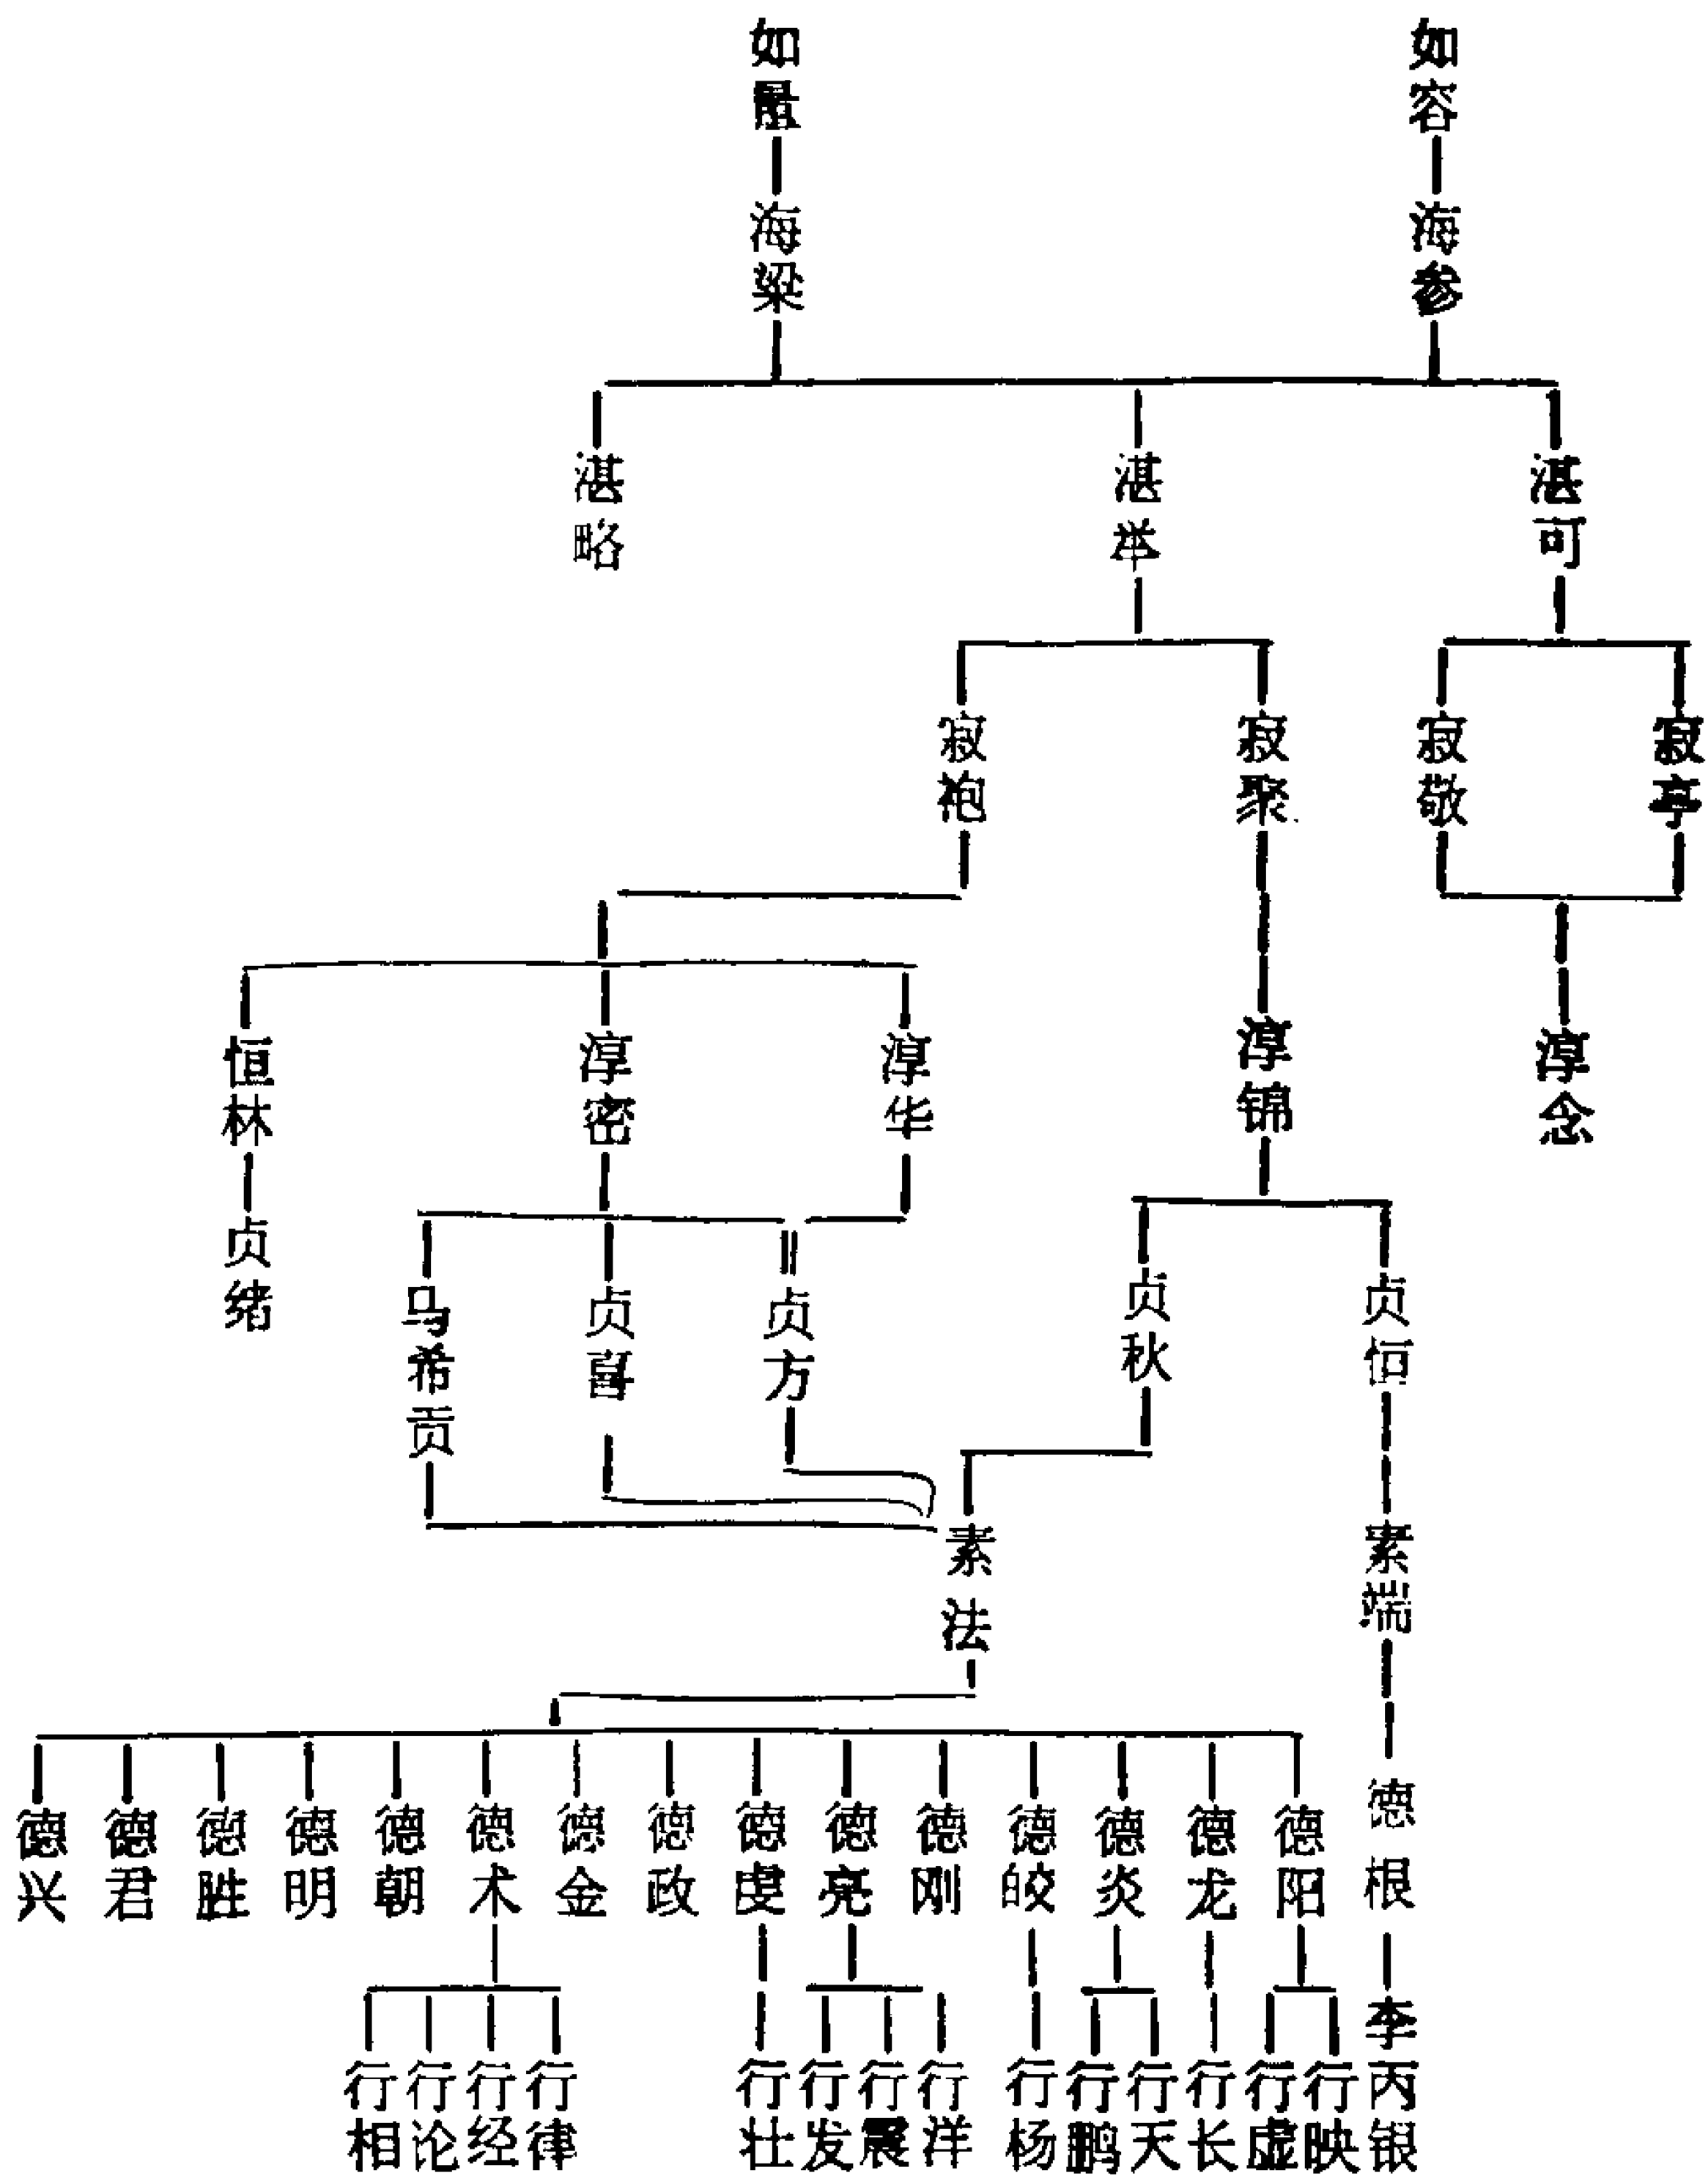 如量
如容
海梁
海参
湛略
湛举
湛可
寂袍
寂聚
寂敬
寂亭
恒林
淳密
淳华
淳锦
淳念
贞绪
马希贡
贞喜
贞方
贞秋
贞恒
素法
素端
德兴
德君
德胜
德明
德朝
德术
德金
德政
德虔
德亮
德刚
德皎
德炎
德龙
德阳
德根
行相
行论
行经
行律
行壮
行发
行震
行洋
行杨
行鹏
行天
行长
行虚
行映
李丙银